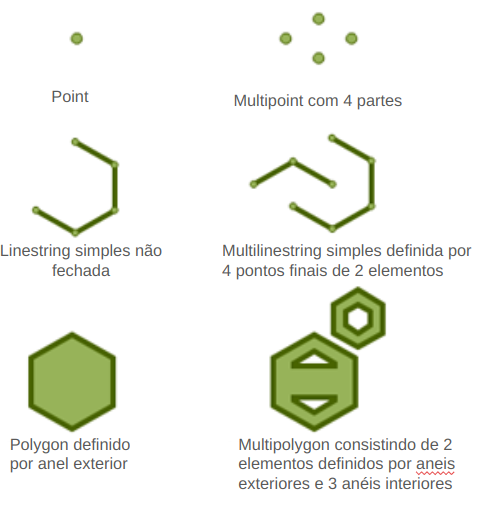 Point
Multipoint com 4 partes
Linestring simples não
fechada
Multilinestring simples definida por
4 pontos finais de 2 elementos
Polygon definido
por anel exterior
Multipolygon consistindo de 2
elementos definidos por aneis
exteriores e 3 anéis interiores